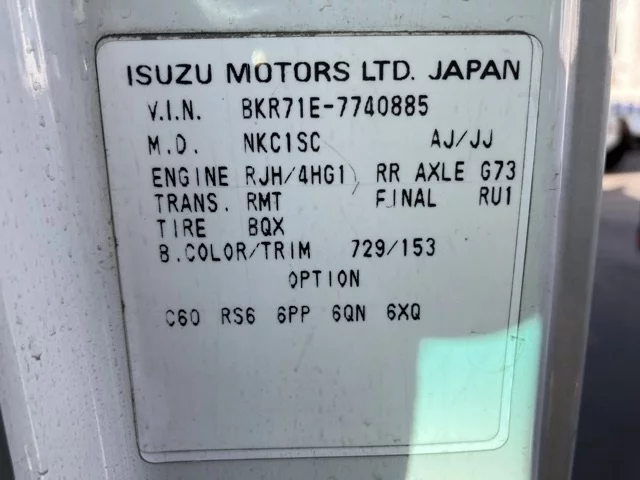 ISUZU MOTORS LTD. JAPAN
V.I.N. BKR71E-7740885
M.D. NKC1SC AJ/JJ
ENGINE RJH/4HG1 RR AXLE G73
TRANS. RMT FINAL RU1
TIRE BQX
B.COLOR/TRIM 729/153
OPTION
C60 RS6 6PP 6QN 6XQ